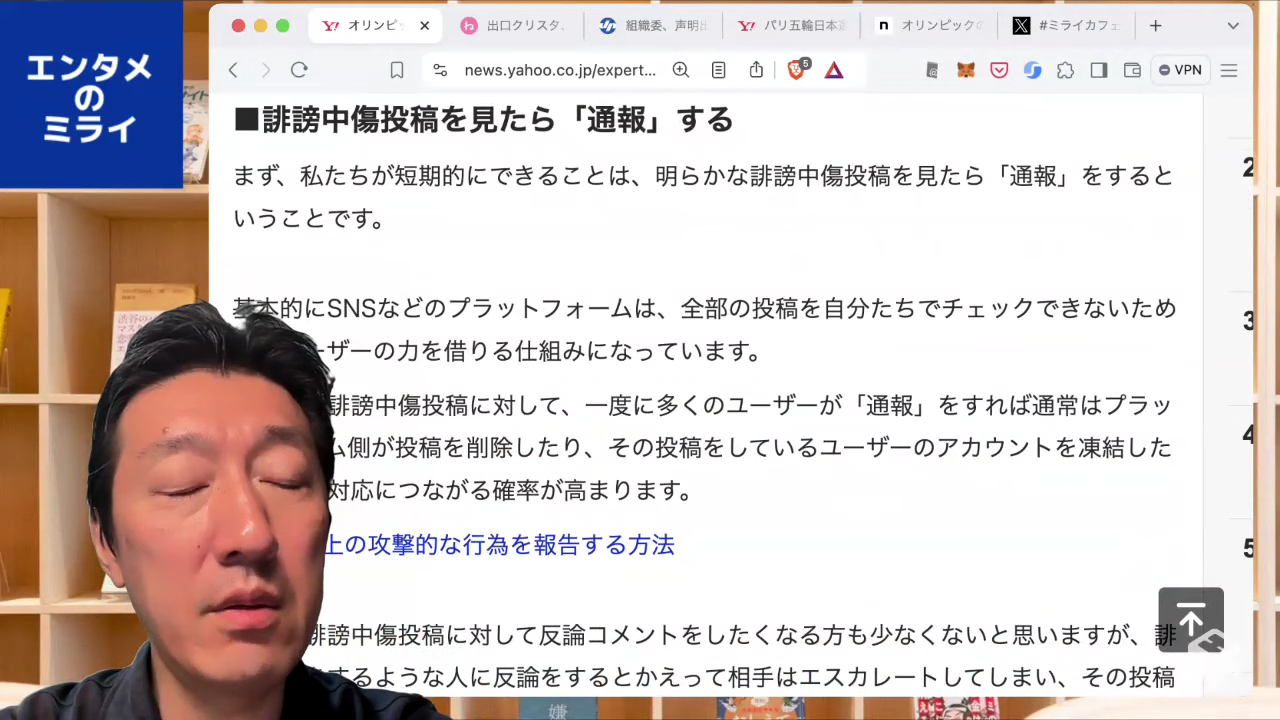 エンタメ
の
ミライ
オリンピッ
出口クリスタ、
組織委、声明出
パリ五輪日本選
オリンピックの
#ミライカフェ
news.yahoo.co.jp/expert...
5
VPN
■誹謗中傷投稿を見たら「通報」する
まず、私たちが短期的にできることは、明らかな誹謗中傷投稿を見たら「通報」をすると
いうことです。
基本的にSNSなどのプラットフォームは、全部の投稿を自分たちでチェックできないため
ーザーの力を借りる仕組みになっています。
誹謗中傷投稿に対して、一度に多くのユーザーが「通報」をすれば通常はプラッ
ム側が投稿を削除したり、その投稿をしているユーザーのアカウントを凍結した
対応につながる確率が高まります。
上の攻撃的な行為を報告する方法
誹謗中傷投稿に対して反論コメントをしたくなる方も少なくないと思いますが、誹
するような人に反論をするとかえって相手はエスカレートしてしまい、その投稿
2
3
4
5
嫌